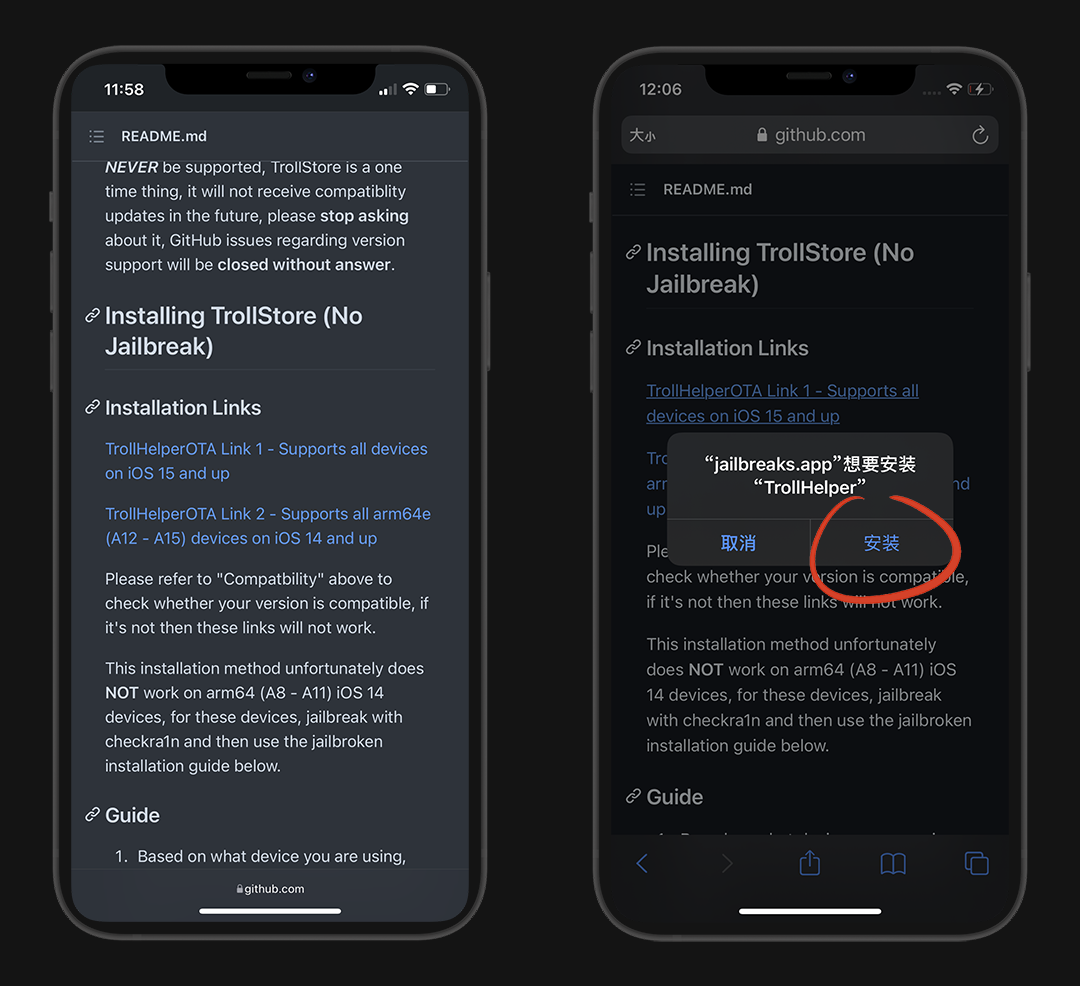 11:58
README.md
NEVER be supported, TrollStore is a one
time thing, it will not receive compatiblity
updates in the future, please stop asking
about it, GitHub issues regarding version
support will be closed without answer.
Installing TrollStore (No
Jailbreak)
Installation Links
TrollHelperOTA Link 1 - Supports all devices
on iOS 15 and up
TrollHelperOTA Link 2 - Supports all arm64e
(A12 - A15) devices on iOS 14 and up
Please refer to "Compatbility" above to
check whether your version is compatible, if
it's not then these links will not work.
This installation method unfortunately does
NOT work on arm64 (A8 - A11) iOS 14
devices, for these devices, jailbreak with
checkra1n and then use the jailbroken
installation guide below.
Guide
1. Based on what device you are using,
github.com
12:06
大小
github.com
README.md
Installing TrollStore (No
Jailbreak)
Installation Links
TrollHelperOTA Link 1 - Supports all
devices on iOS 15 and up
“jailbreaks.app”想要安装
“TrollHelper”
取消
安装
check whether your version is compatible,
if it's not then these links will not work.
This installation method unfortunately
does NOT work on arm64 (A8 - A11) iOS
14 devices, for these devices, jailbreak
with checkra1n and then use the jailbroken
installation guide below.
Guide